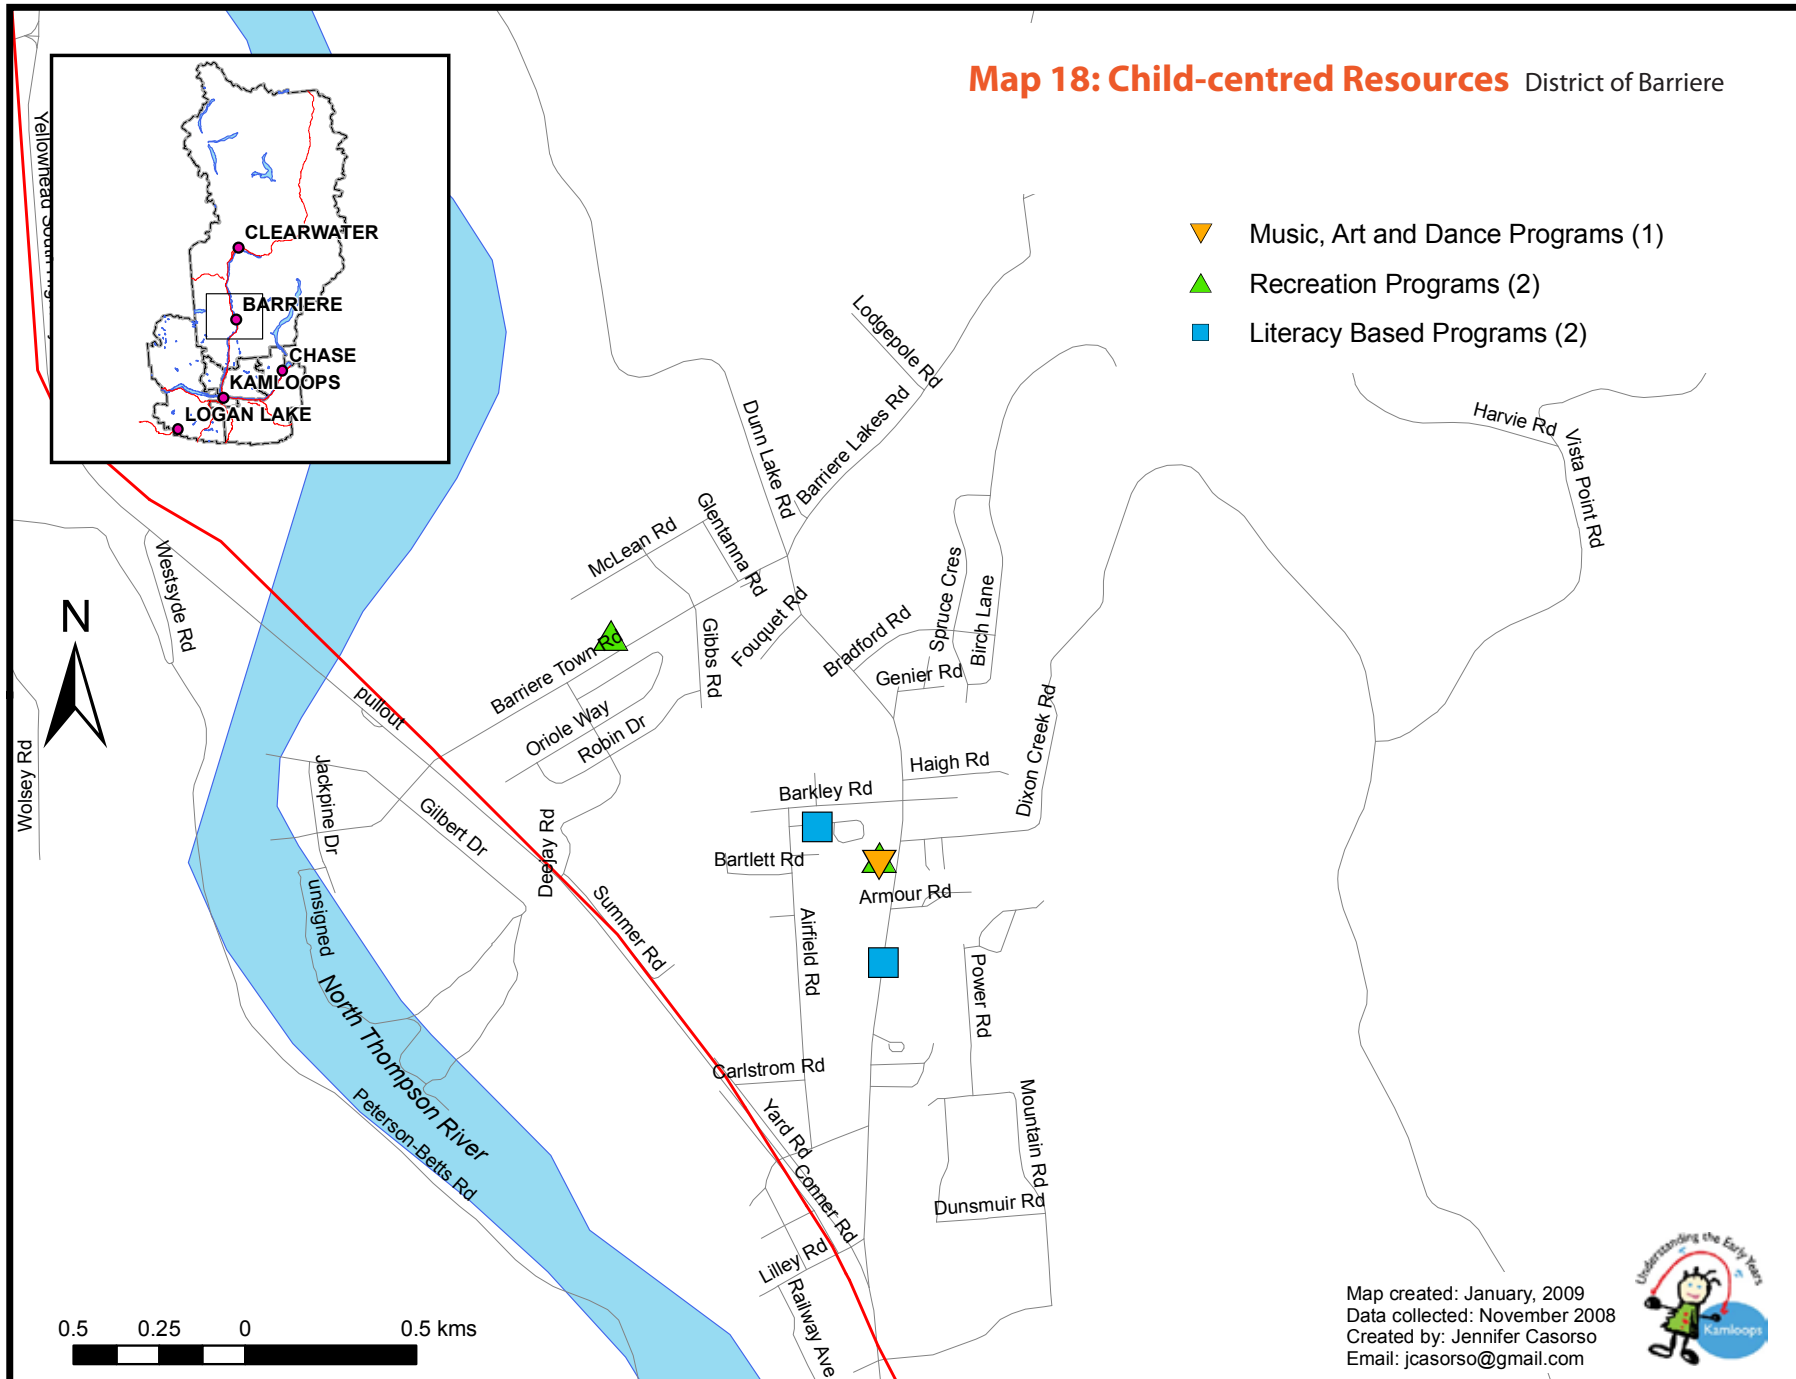 Map 18: Child-centred Resources District of Barriere
Music, Art and Dance Programs (1)
Recreation Programs (2)
Literacy Based Programs (2)
CLEARWATER
BARRIERE
CHASE
KAMLOOPS
LOGAN LAKE
Yellowhead South
Lodgepole Rd
Barriere Lakes Rd
Dunn Lake Rd
Harvie Rd
Vista Point Rd
Glentanna Rd
McLean Rd
Westsyde Rd
N
Fouquet Rd
Gibbs Rd
Bradford Rd
Spruce Cres
Birch Lane
Genier Rd
Barriere Town Rd
pullout
Oriole Way
Robin Dr
Dixon Creek Rd
Haigh Rd
Wolsey Rd
Jackpine Dr
Gilbert Dr
Barkley Rd
Deejay Rd
Bartlett Rd
Armour Rd
unsigned
Summer Rd
Airfield Rd
Power Rd
North Thompson River
Carlstrom Rd
Peterson-Betts Rd
Yard Rd
Mountain Rd
Conner Rd
Dunsmuir Rd
Lilley Rd
Railway Ave
0.5 0.25 0 0.5 kms
Understanding the Early Years
Kamloops
Map created: January, 2009
Data collected: November 2008
Created by: Jennifer Casorso
Email: jcasorso@gmail.com